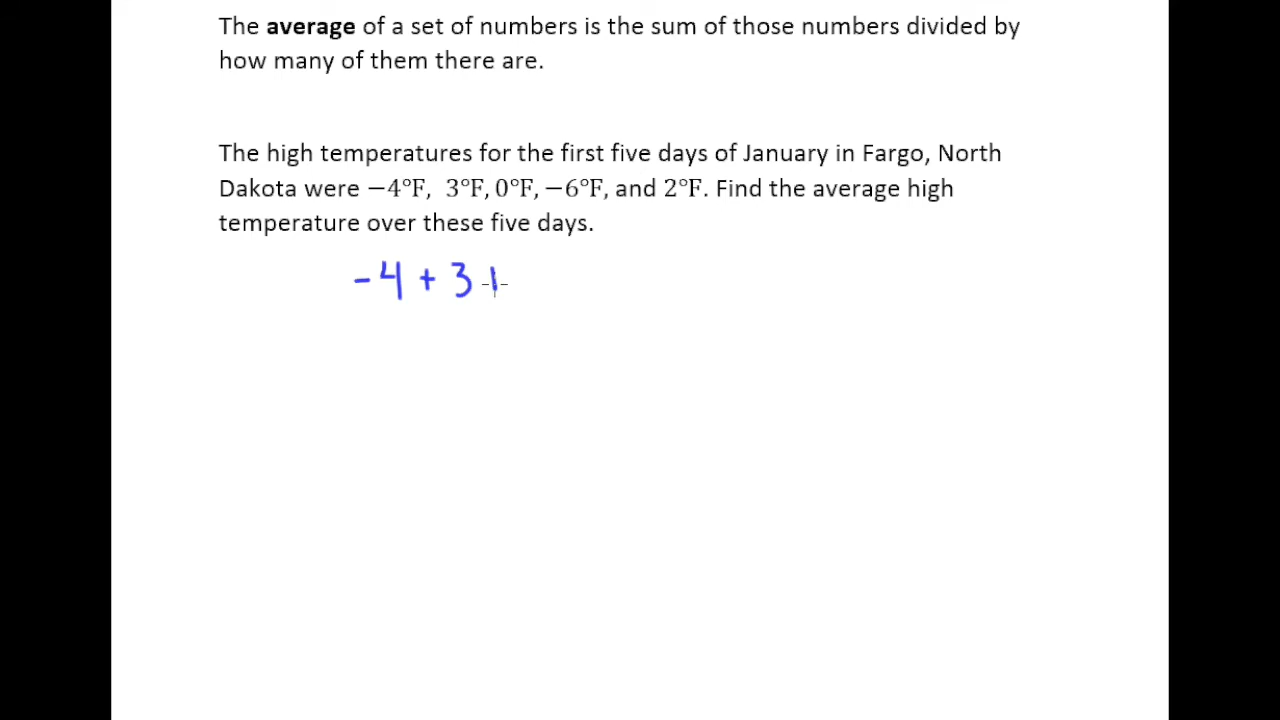 The average of a set of numbers is the sum of those numbers divided by
how many of them there are.
The high temperatures for the first five days of January in Fargo, North
Dakota were −4°F, 3°F, 0°F, −6°F, and 2°F. Find the average high
temperature over these five days.
-4 + 3 +